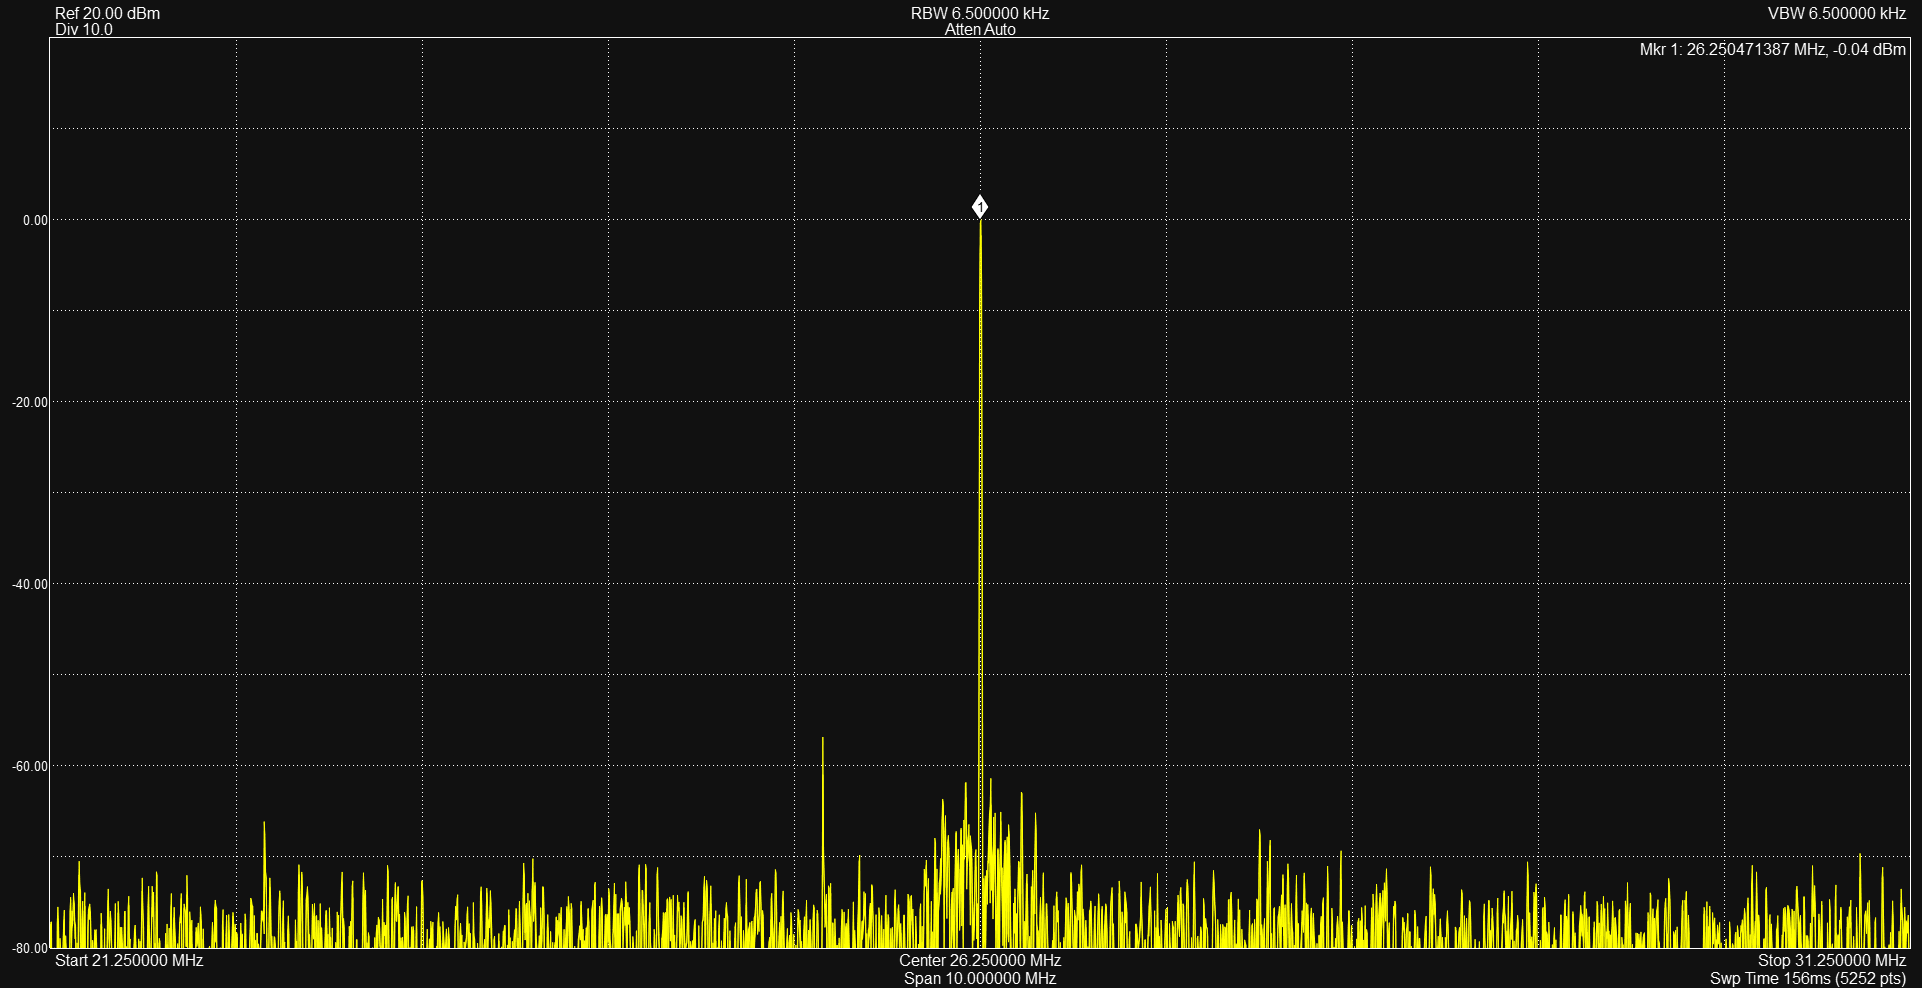 Ref 20.00 dBm
RBW 6.500000 kHz
VBW 6.500000 kHz
Div 10.0
Atten Auto
Mkr 1: 26.250471387 MHz, -0.04 dBm
1
0.00
-20.00
-40.00
-60.00
-80.00
Start 21.250000 MHz
Center 26.250000 MHz
Stop 31.250000 MHz
Span 10.000000 MHz
Swp Time 156ms (5252 pts)